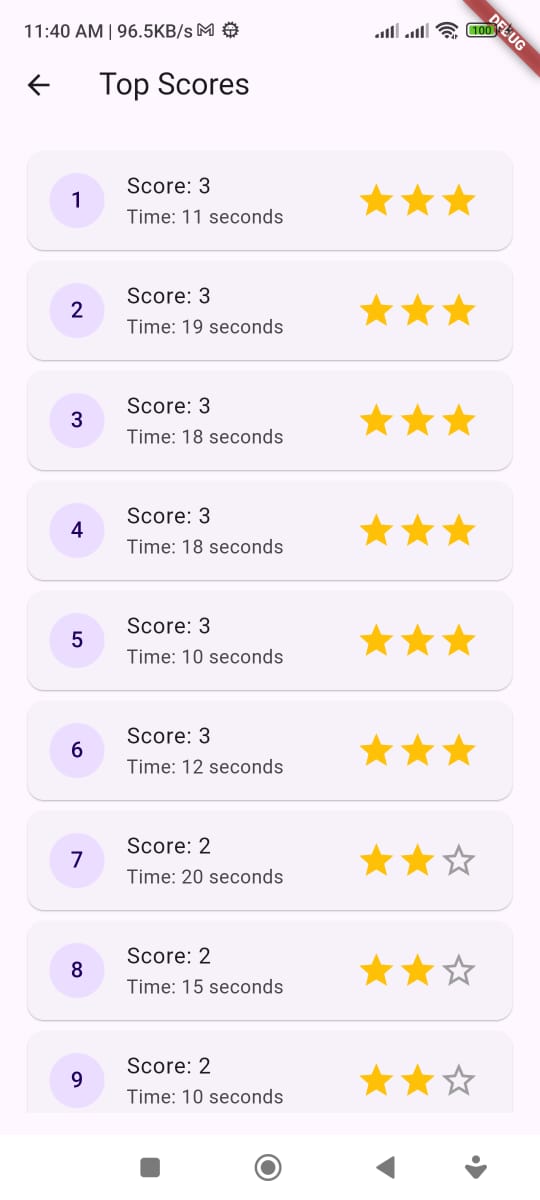 11:40 AM | 96.5KB/s
100
DEBUG
Top Scores
1
Score: 3
Time: 11 seconds
2
Score: 3
Time: 19 seconds
3
Score: 3
Time: 18 seconds
4
Score: 3
Time: 18 seconds
5
Score: 3
Time: 10 seconds
6
Score: 3
Time: 12 seconds
7
Score: 2
Time: 20 seconds
8
Score: 2
Time: 15 seconds
9
Score: 2
Time: 10 seconds